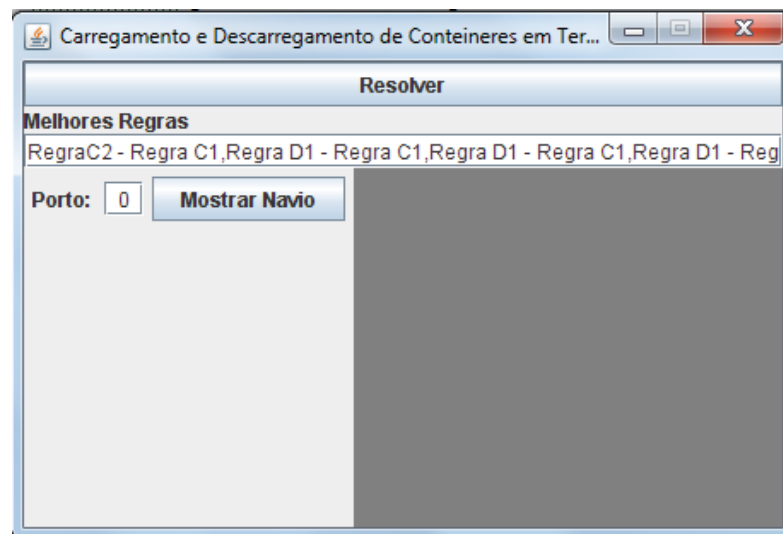 Carregamento e Descarregamento de Conteineres em Ter...
Resolver
Melhores Regras
RegraC2 - Regra C1,Regra D1 - Regra C1,Regra D1 - Regra C1,Regra D1 - Reg
Porto: 0 Mostrar Navio